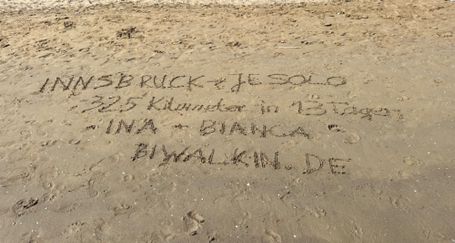 INNSBRUCK → JESOLO
325 Kilometer in 13 Tagen
- INA + BIANCA -
BIWALKIN.DE